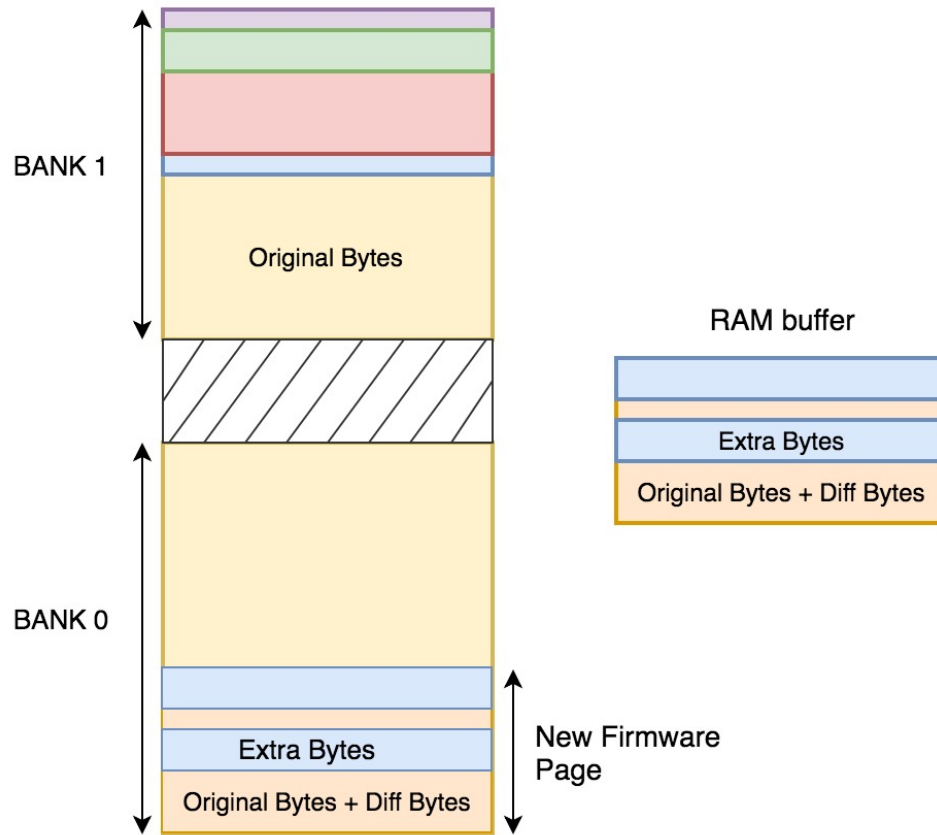 BANK 1
Original Bytes
RAM buffer
Extra Bytes
Original Bytes + Diff Bytes
BANK 0
New Firmware
Page
Extra Bytes
Original Bytes + Diff Bytes